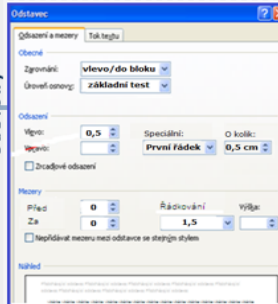 Odstavec
Odsazení a mezery Tok textu
Obecné
Zarovnání: vlevo/do bloku
Úroveň osnovy: základní test
Odsazení
Vlevo: 0,5 Speciální: O kolik:
Vpravo: První řádek 0,5 cm
Zrcadlové odsazení
Mezery
Před 0 Řádkování Výška:
Za 0 1,5
Nepřidávat mezeru mezi odstavce se stejným stylem
Náhled